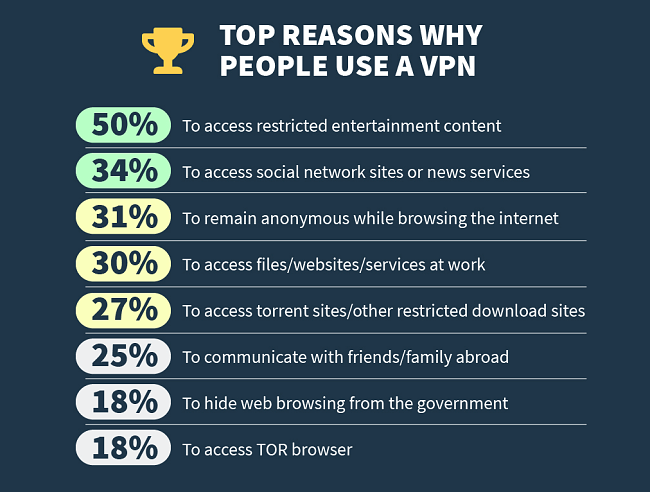 TOP REASONS WHY
PEOPLE USE A VPN
50% To access restricted entertainment content
34% To access social network sites or news services
31% To remain anonymous while browsing the internet
30% To access files/websites/services at work
27% To access torrent sites/other restricted download sites
25% To communicate with friends/family abroad
18% To hide web browsing from the government
18% To access TOR browser